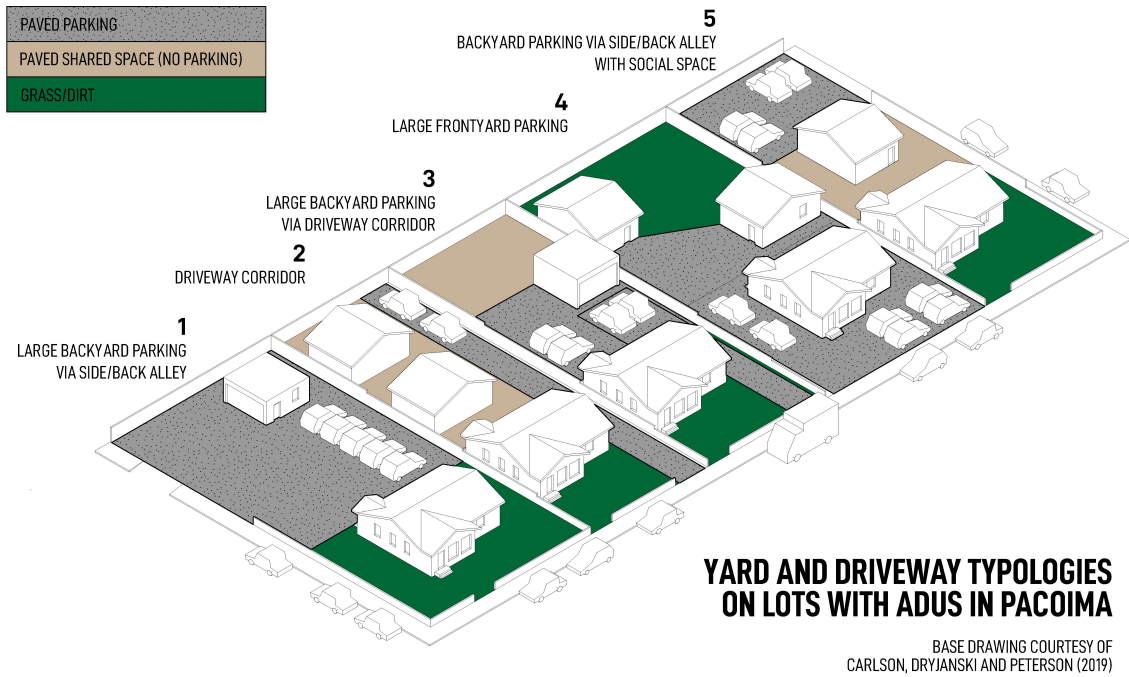 PAVED PARKING
PAVED SHARED SPACE (NO PARKING)
GRASS/DIRT
5
BACKYARD PARKING VIA SIDE/BACK ALLEY
WITH SOCIAL SPACE
4
LARGE FRONTYARD PARKING
3
LARGE BACKYARD PARKING
VIA DRIVEWAY CORRIDOR
2
DRIVEWAY CORRIDOR
1
LARGE BACKYARD PARKING
VIA SIDE/BACK ALLEY
YARD AND DRIVEWAY TYPOLOGIES
ON LOTS WITH ADUS IN PACOIMA
BASE DRAWING COURTESY OF
CARLSON, DRYJANSKI AND PETERSON (2019)